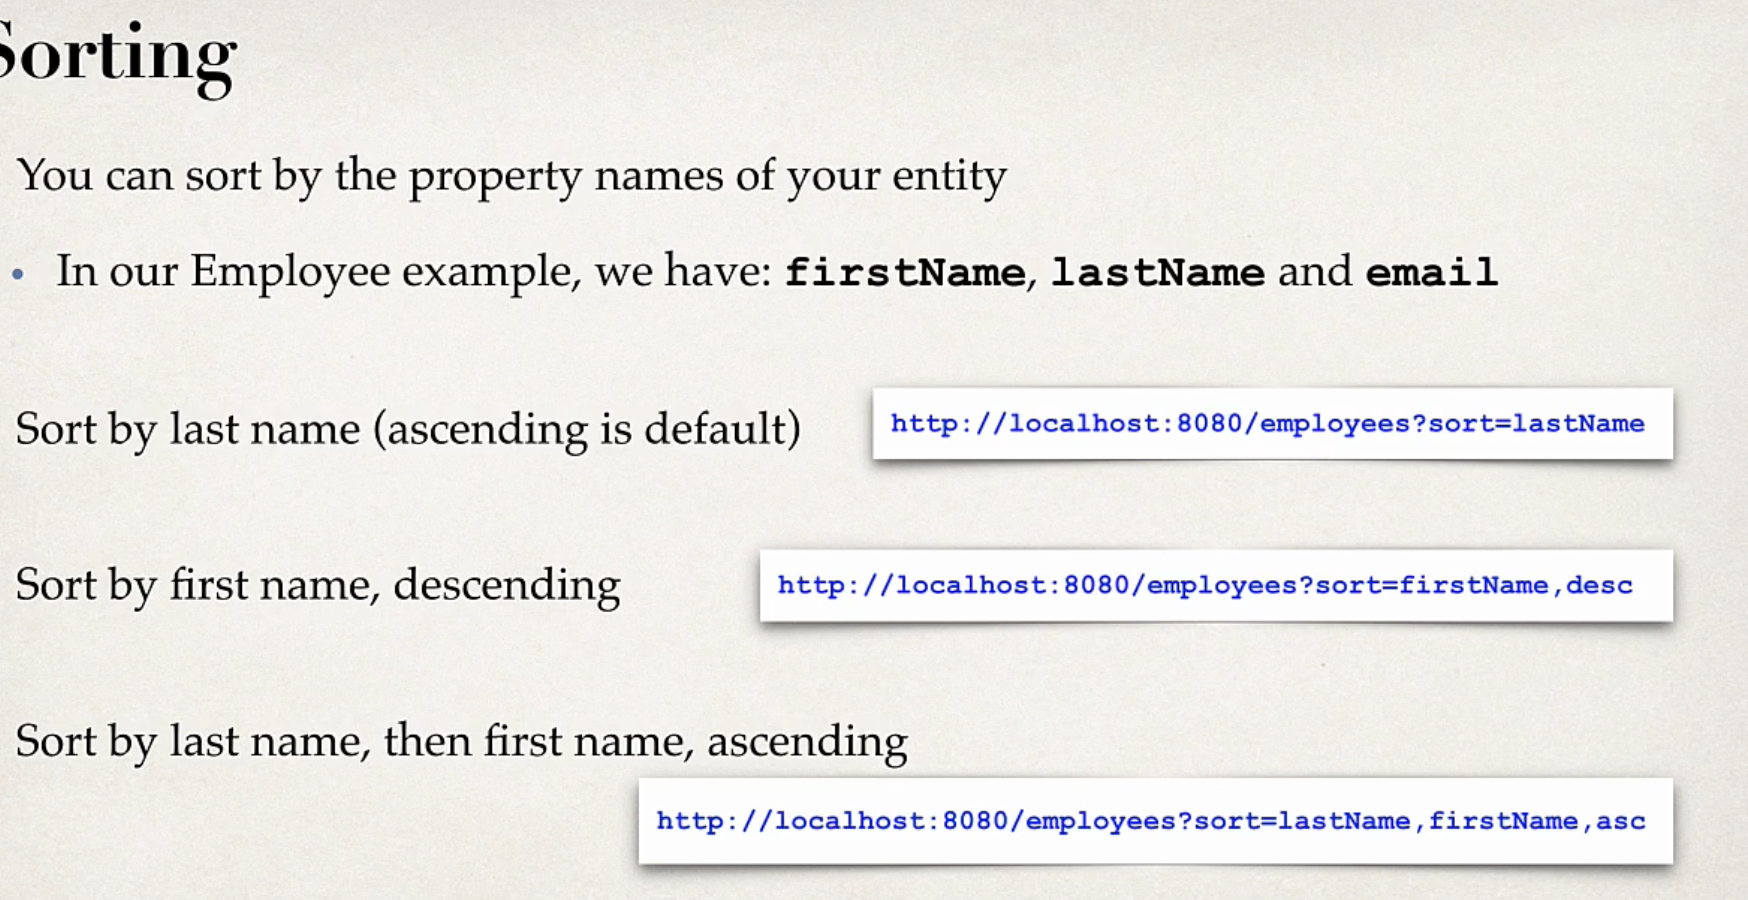 Sorting
You can sort by the property names of your entity
• In our Employee example, we have: firstName, lastName and email
Sort by last name (ascending is default)
http://localhost:8080/employees?sort=lastName
Sort by first name, descending
http://localhost:8080/employees?sort=firstName,desc
Sort by last name, then first name, ascending
http://localhost:8080/employees?sort=lastName,firstName,asc